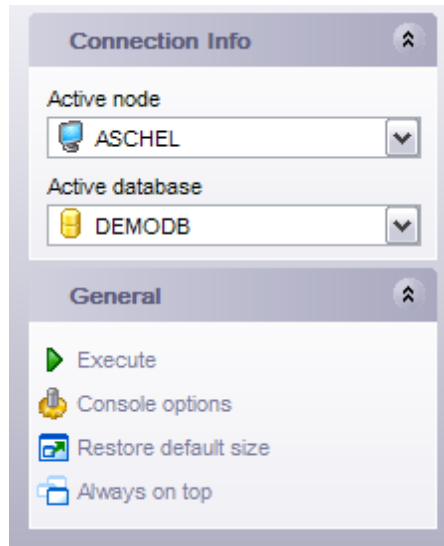 Connection Info
Active node
ASCHEL
Active database
DEMODB
General
Execute
Console options
Restore default size
Always on top